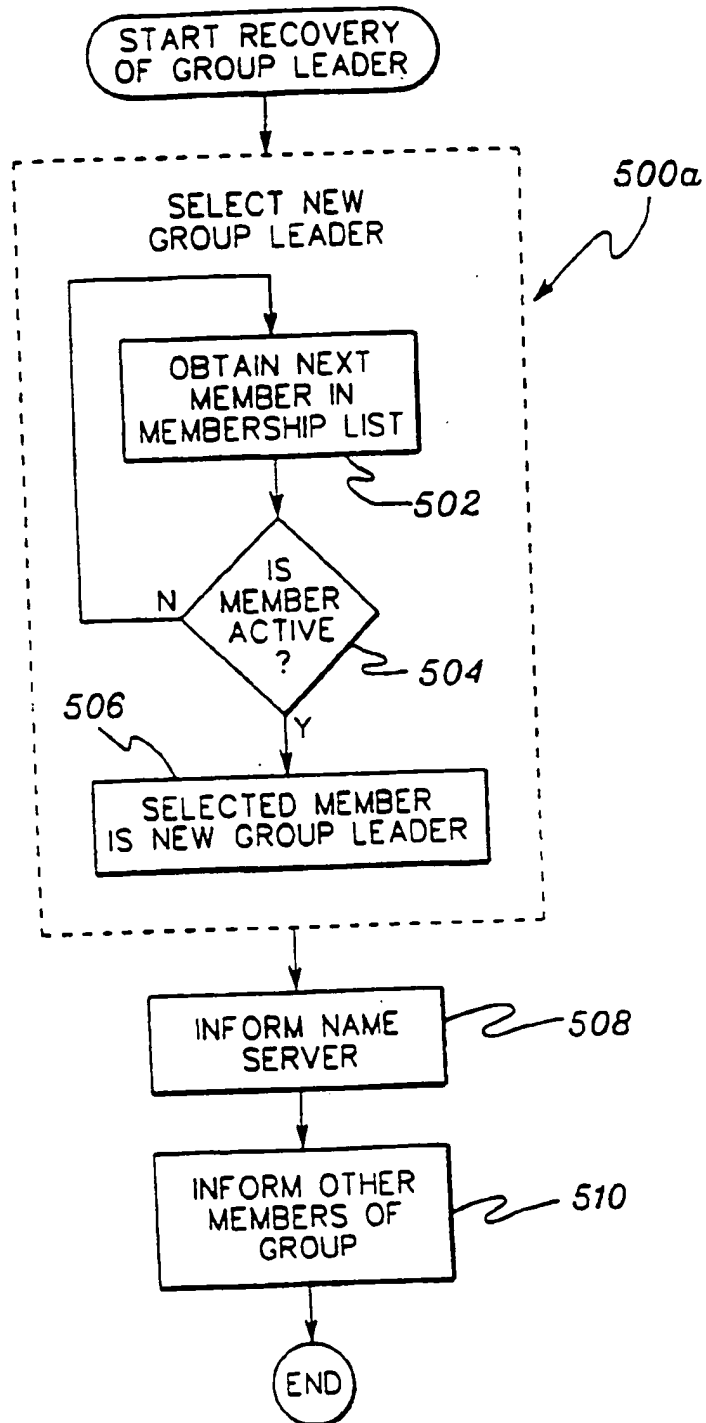 START RECOVERY
OF GROUP LEADER
500a
SELECT NEW
GROUP LEADER
OBTAIN NEXT
MEMBER IN
MEMBERSHIP LIST
502
IS
MEMBER
ACTIVE
?
N
504
Y
506
SELECTED MEMBER
IS NEW GROUP LEADER
INFORM NAME
SERVER
508
INFORM OTHER
MEMBERS OF
GROUP
510
END